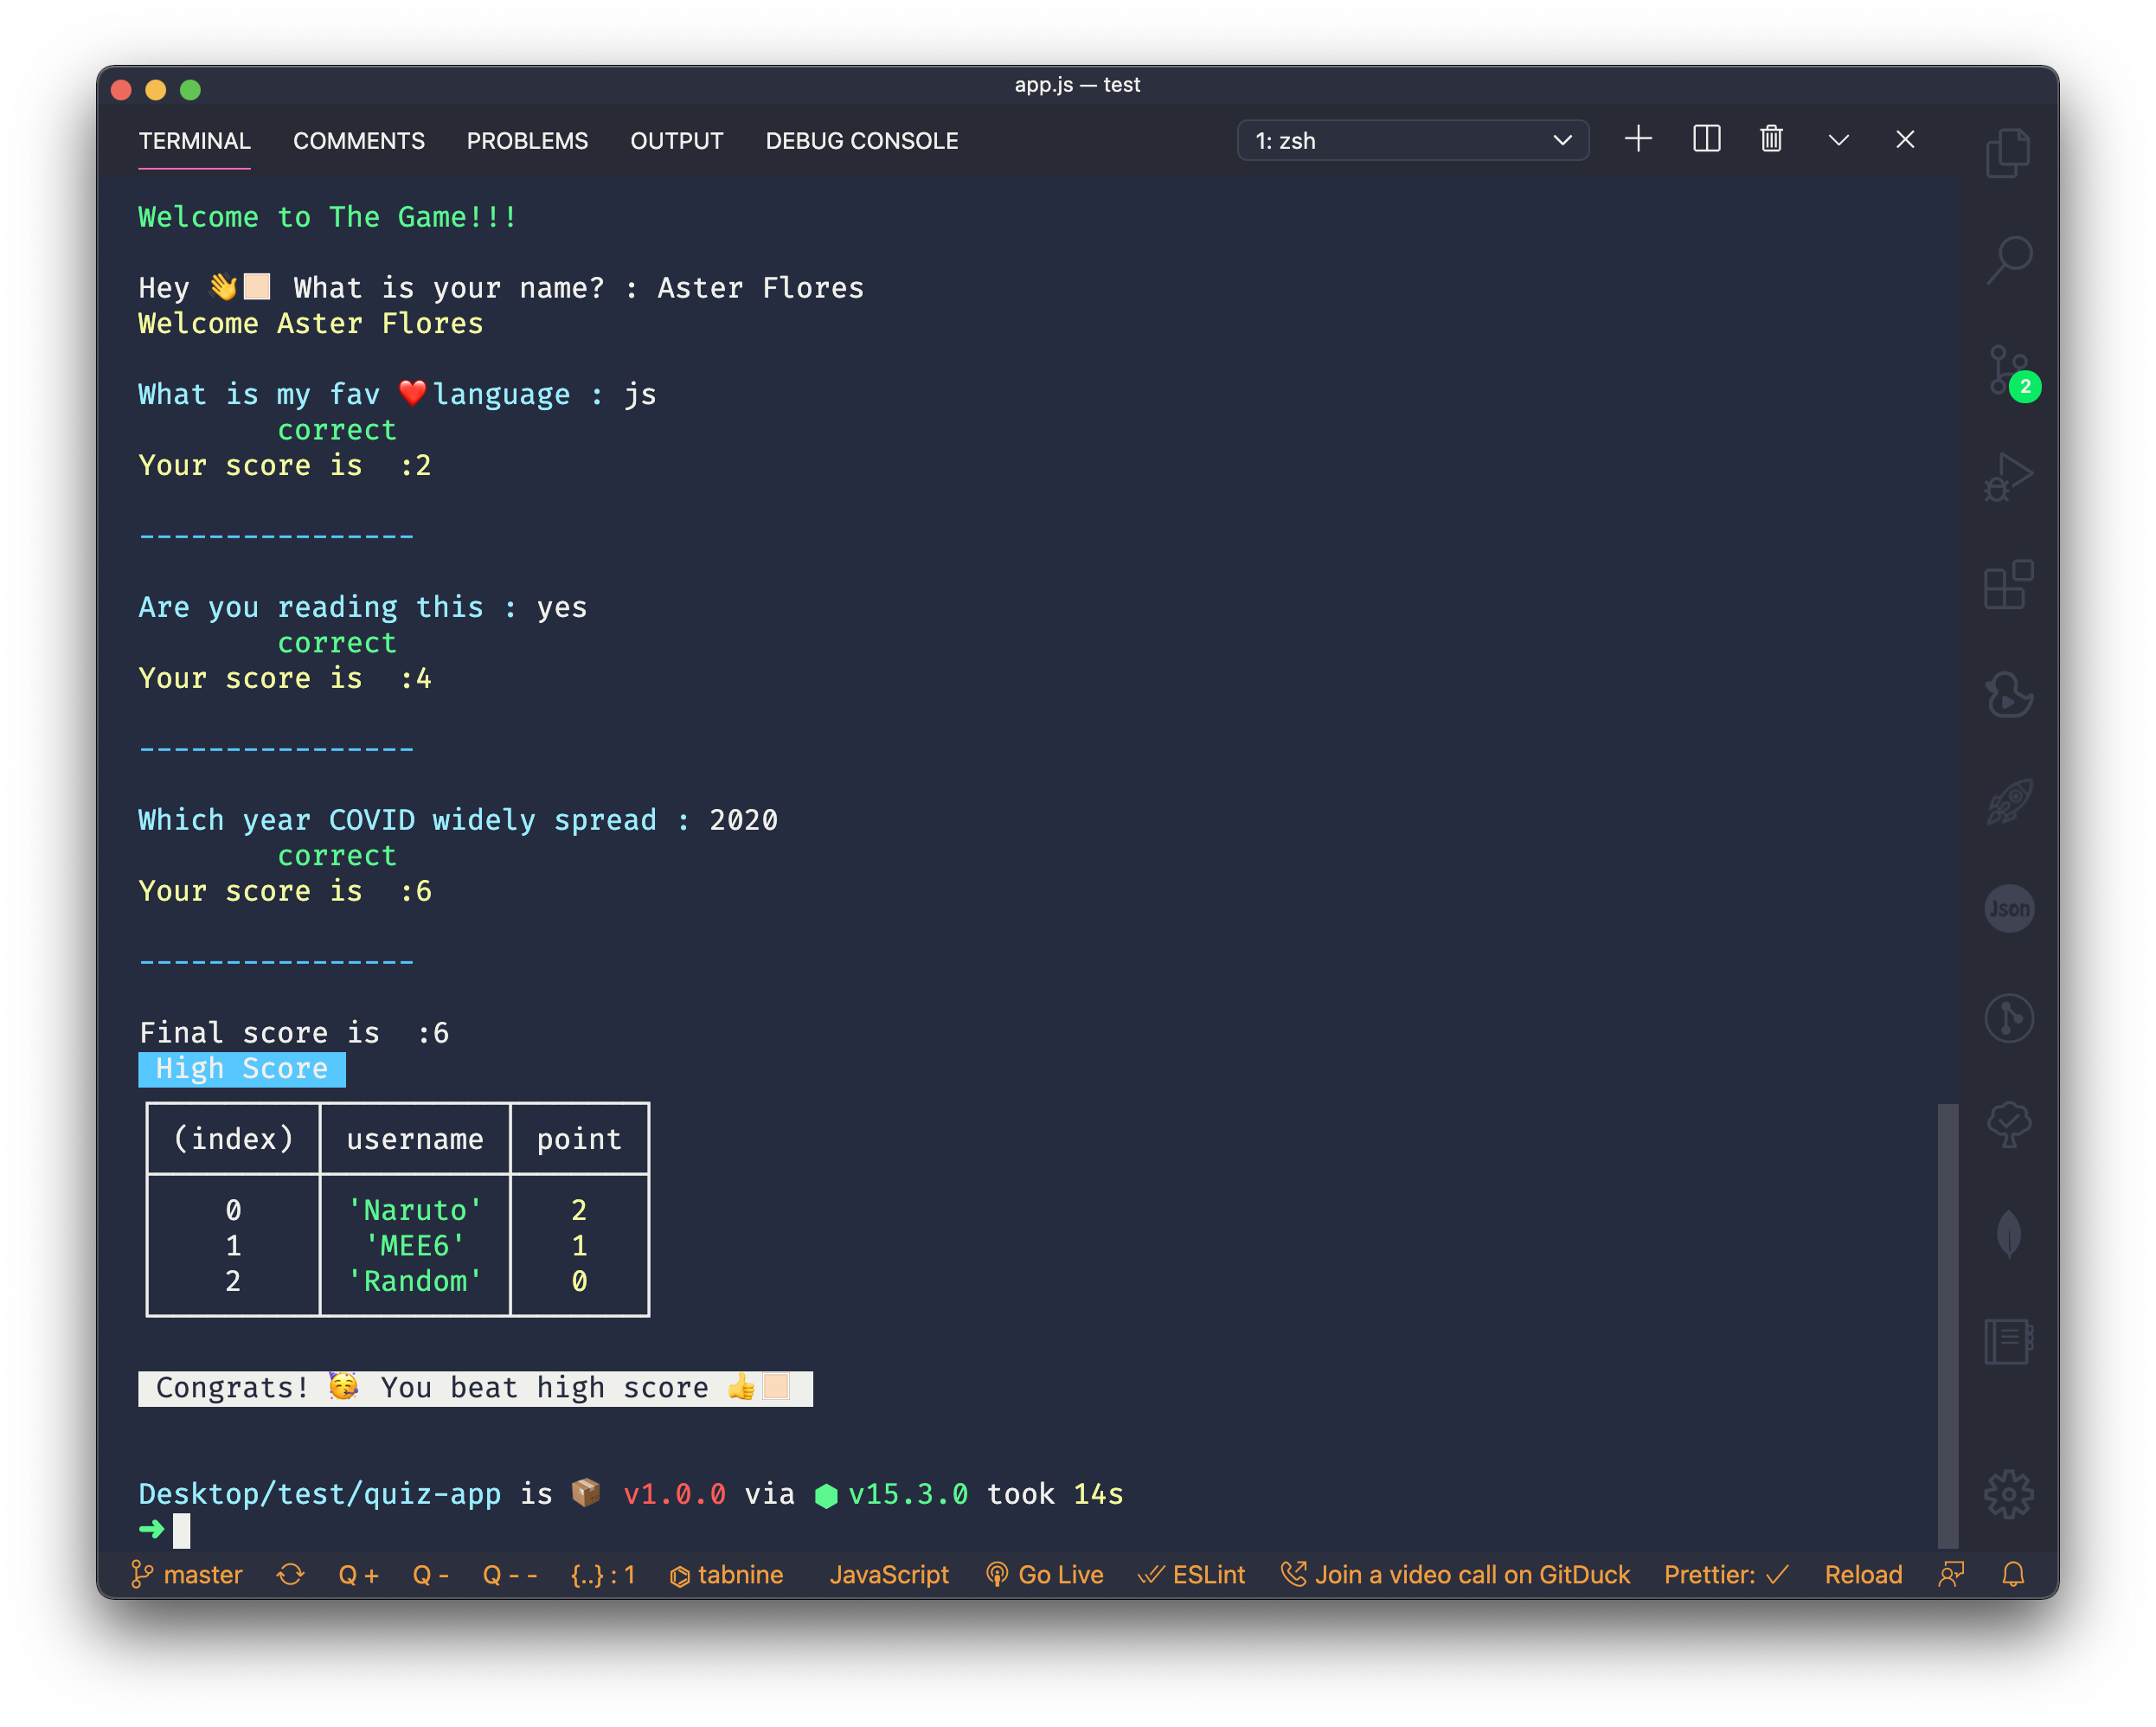 app.js — test
TERMINAL COMMENTS PROBLEMS OUTPUT DEBUG CONSOLE 1: zsh
Welcome to The Game!!!
Hey 👋🏻 What is your name? : Aster Flores
Welcome Aster Flores
What is my fav ❤️ language : js
correct
Your score is  :2
----------------
Are you reading this : yes
correct
Your score is  :4
----------------
Which year COVID widely spread : 2020
correct
Your score is  :6
----------------
Final score is  :6
High Score
(index) username point
0 'Naruto' 2
1 'MEE6' 1
2 'Random' 0
Congrats! 🥳 You beat high score 👍🏻
Desktop/test/quiz-app is 📦 v1.0.0 via ⬢ v15.3.0 took 14s
➜
2
Json
master Q + Q - Q - - {..} : 1 tabnine JavaScript Go Live ESLint Join a video call on GitDuck Prettier: ✓ Reload